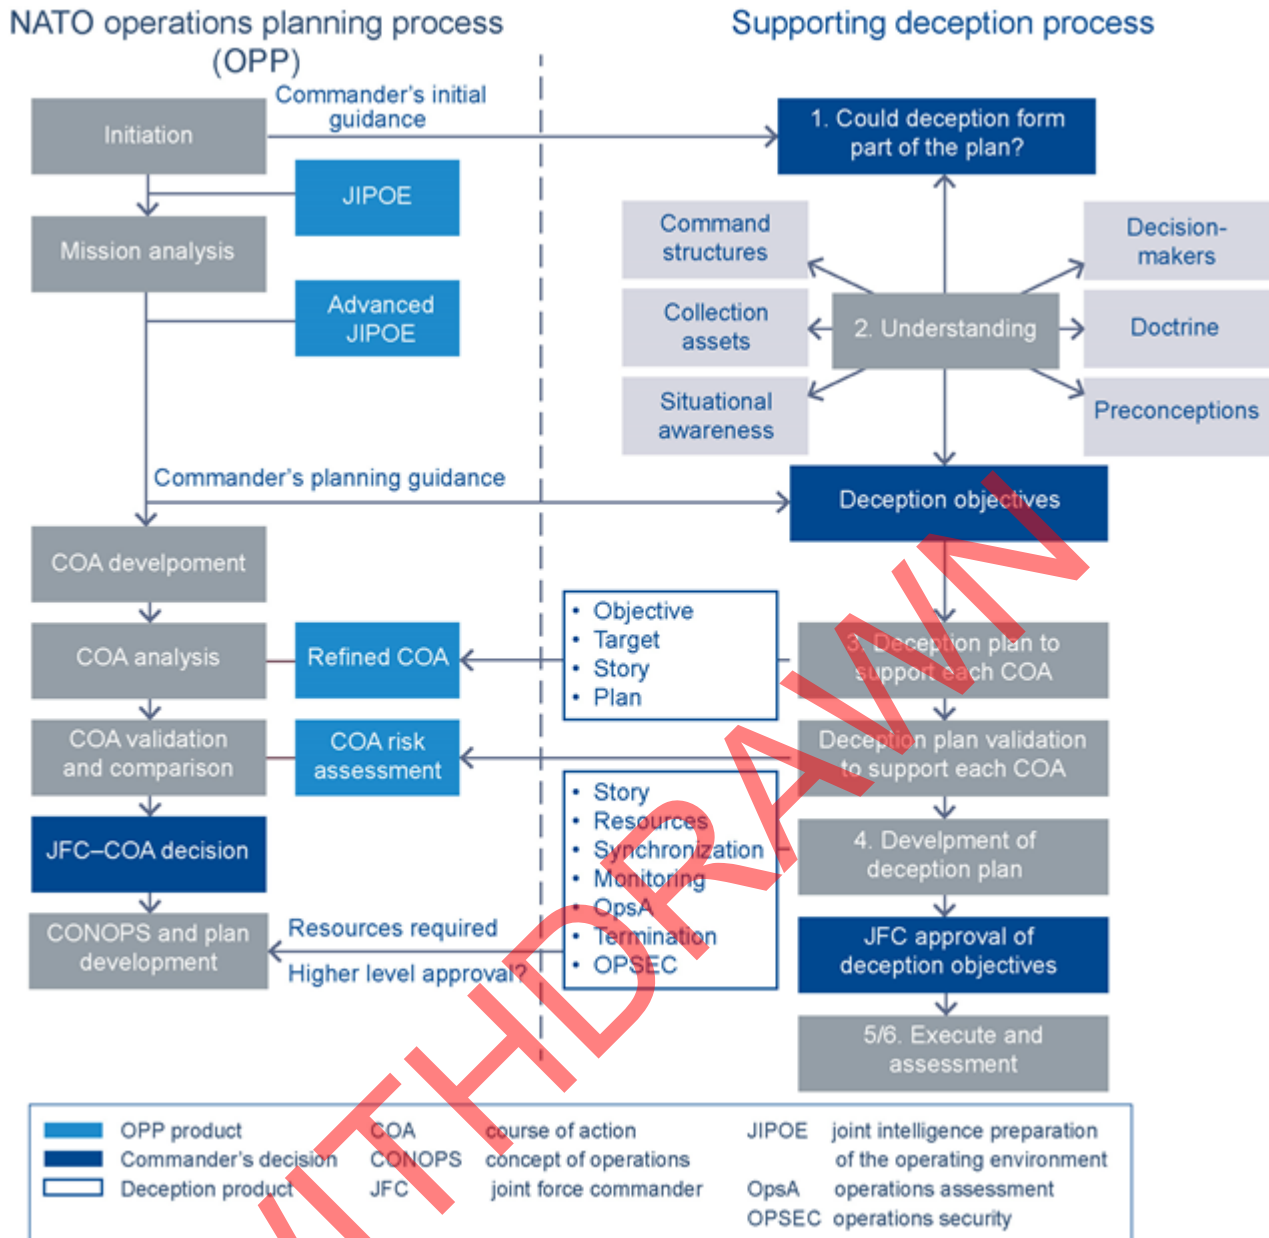 NATO operations planning process
(OPP)
Supporting deception process
Commander's initial
guidance
Initiation
1. Could deception form
part of the plan?
JIPOE
Mission analysis
Advanced
JIPOE
Command
structures
Decision-
makers
Collection
assets
2. Understanding
Doctrine
Situational
awareness
Preconceptions
Commander's planning guidance
Deception objectives
COA develpoment
• Objective
• Target
• Story
• Plan
COA analysis
Refined COA
3. Deception plan to
support each COA
COA validation
and comparison
COA risk
assessment
Deception plan validation
to support each COA
• Story
• Resources
• Synchronization
• Monitoring
• OpsA
• Termination
• OPSEC
JFC–COA decision
4. Develpment of
deception plan
CONOPS and plan
development
Resources required
Higher level approval?
JFC approval of
deception objectives
5/6. Execute and
assessment
OPP product
Commander's decision
Deception product
COA course of action
CONOPS concept of operations
JFC joint force commander
JIPOE joint intelligence preparation
of the operating environment
OpsA operations assessment
OPSEC operations security
WITHDRAWN